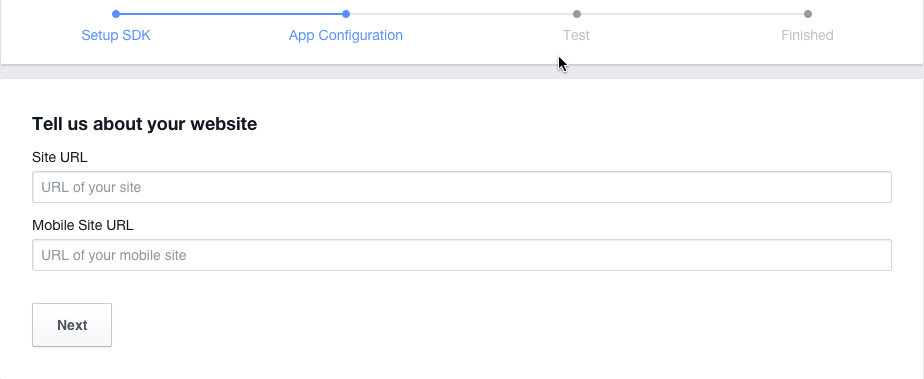 Setup SDK App Configuration Test Finished
Tell us about your website
Site URL
URL of your site
Mobile Site URL
URL of your mobile site
Next